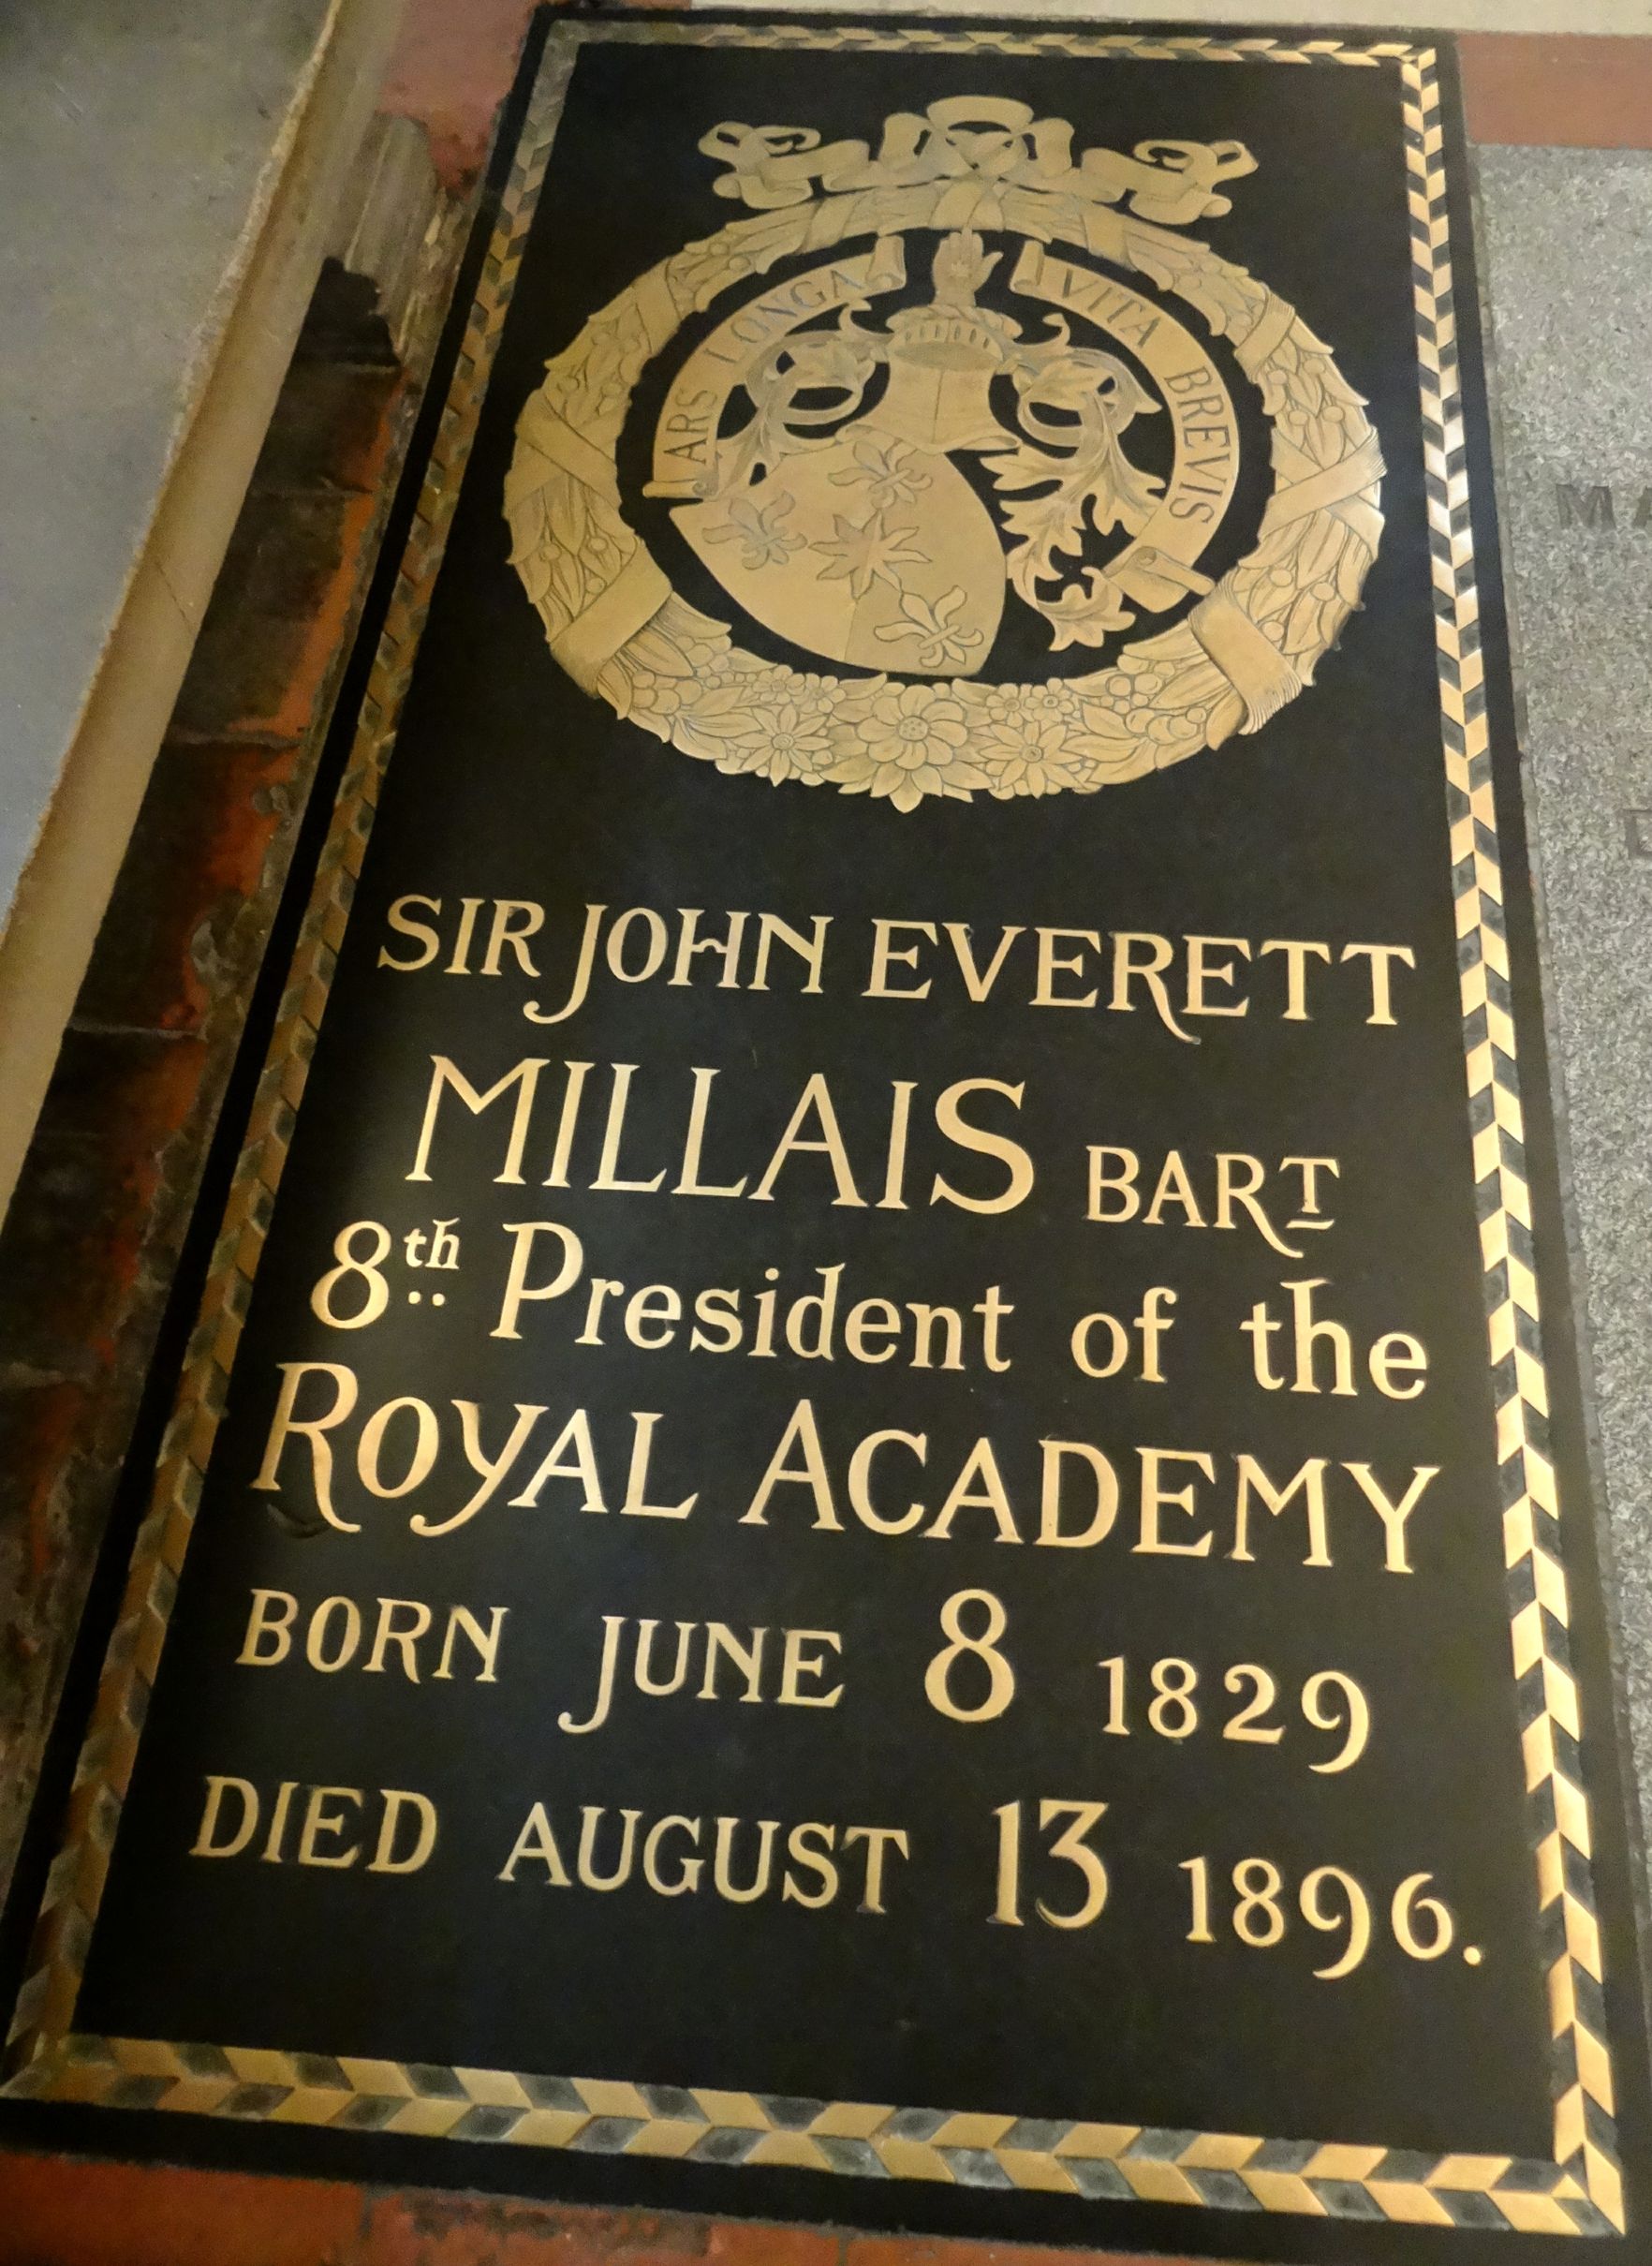 ARS LONGA VITA BREVIS
SIR JOHN EVERETT
MILLAIS BART
8th President of the
ROYAL ACADEMY
BORN JUNE 8 1829
DIED AUGUST 13 1896.